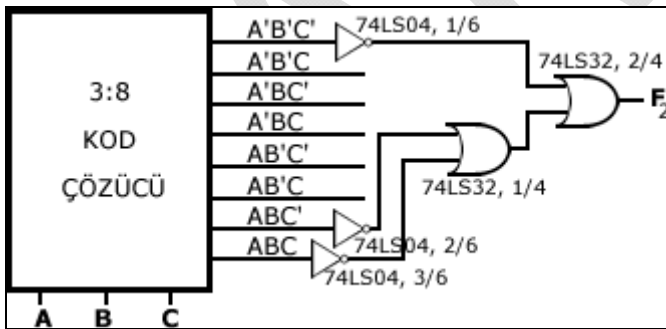 A'B'C'
74LS04, 1/6
A'B'C
74LS32, 2/4
3:8
A'BC'
F2
KOD
A'BC
AB'C'
ÇÖZÜCÜ
AB'C
74LS32, 1/4
ABC'
74LS04, 2/6
ABC
74LS04, 3/6
A B C